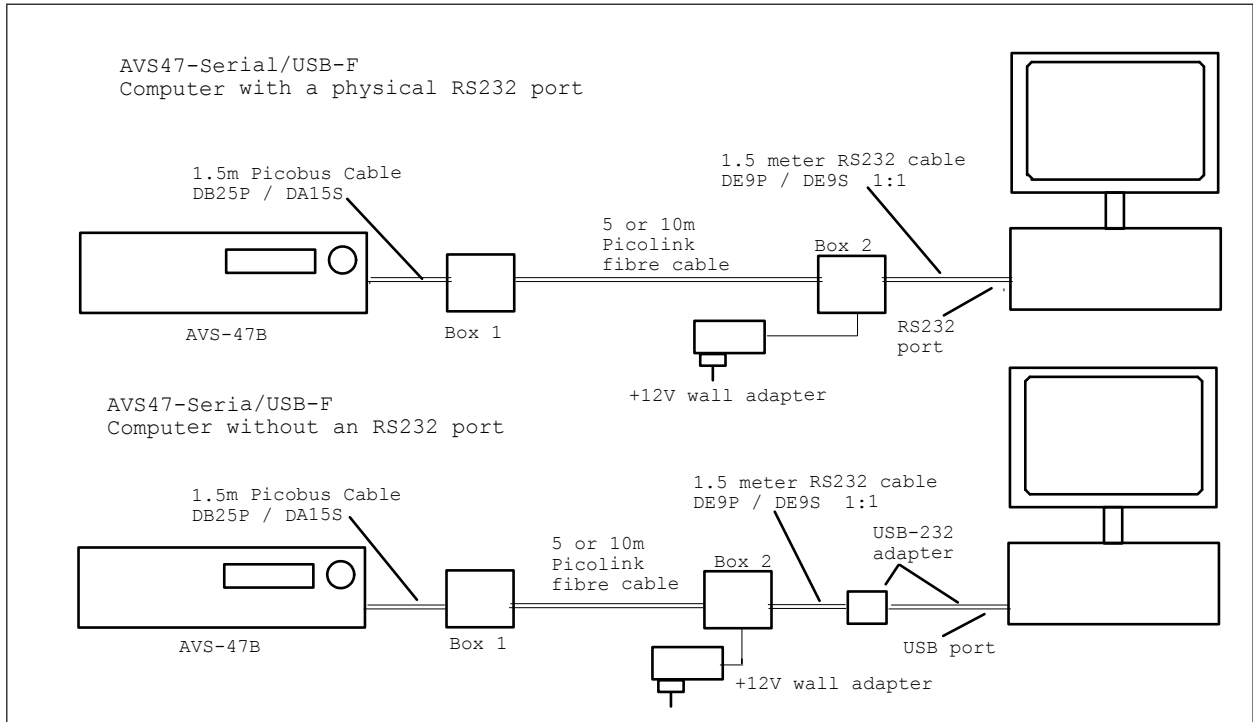 AVS47-Serial/USB-F
Computer with a physical RS232 port
1.5m Picobus Cable
DB25P / DA15S
1.5 meter RS232 cable
DE9P / DE9S 1:1
5 or 10m
Picolink
fibre cable
Box 2
AVS-47B
Box 1
RS232
port
+12V wall adapter
AVS47-Seria/USB-F
Computer without an RS232 port
1.5m Picobus Cable
DB25P / DA15S
1.5 meter RS232 cable
DE9P / DE9S 1:1
5 or 10m
Picolink
fibre cable
Box 2
USB-232
adapter
AVS-47B
Box 1
USB port
+12V wall adapter